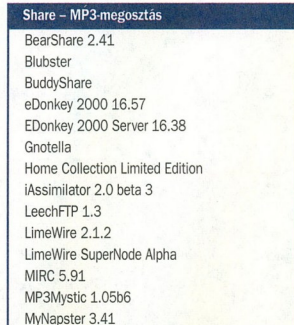 Share – MP3-megosztás
BearShare 2.41
Blubster
BuddyShare
eDonkey 2000 16.57
EDonkey 2000 Server 16.38
Gnotella
Home Collection Limited Edition
iAssimilator 2.0 beta 3
LeechFTP 1.3
LimeWire 2.1.2
LimeWire SuperNode Alpha
MIRC 5.91
MP3Mystic 1.05b6
MyNapster 3.41